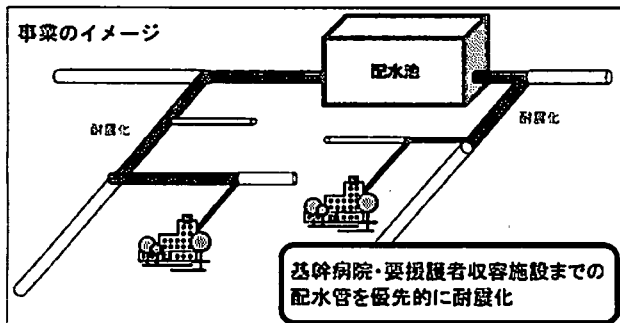 事業のイメージ
配水池
耐震化
耐震化
基幹病院・要援護者収容施設までの
配水管を優先的に耐震化